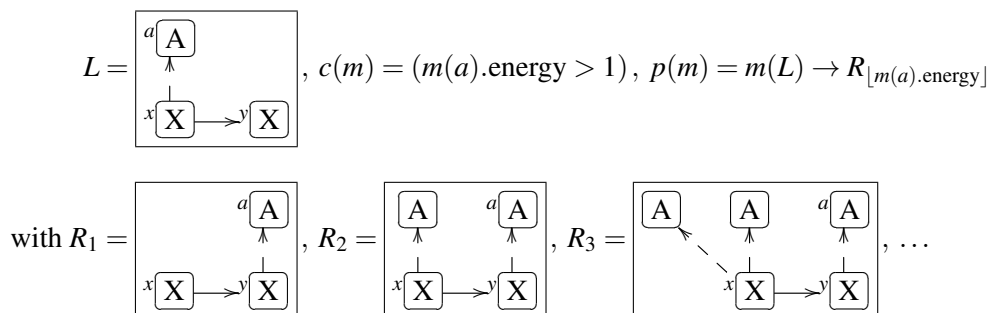 L = a A x X y X , c(m) = (m(a).energy > 1) , p(m) = m(L) → R⌊m(a).energy⌋
with R₁ = a A x X y X , R₂ = A a A x X y X , R₃ = A A a A x X y X , …